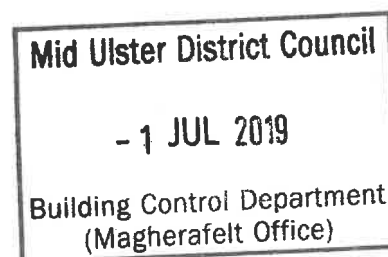 Mid Ulster District Council
- 1 JUL 2019
Building Control Department
(Magherafelt Office)